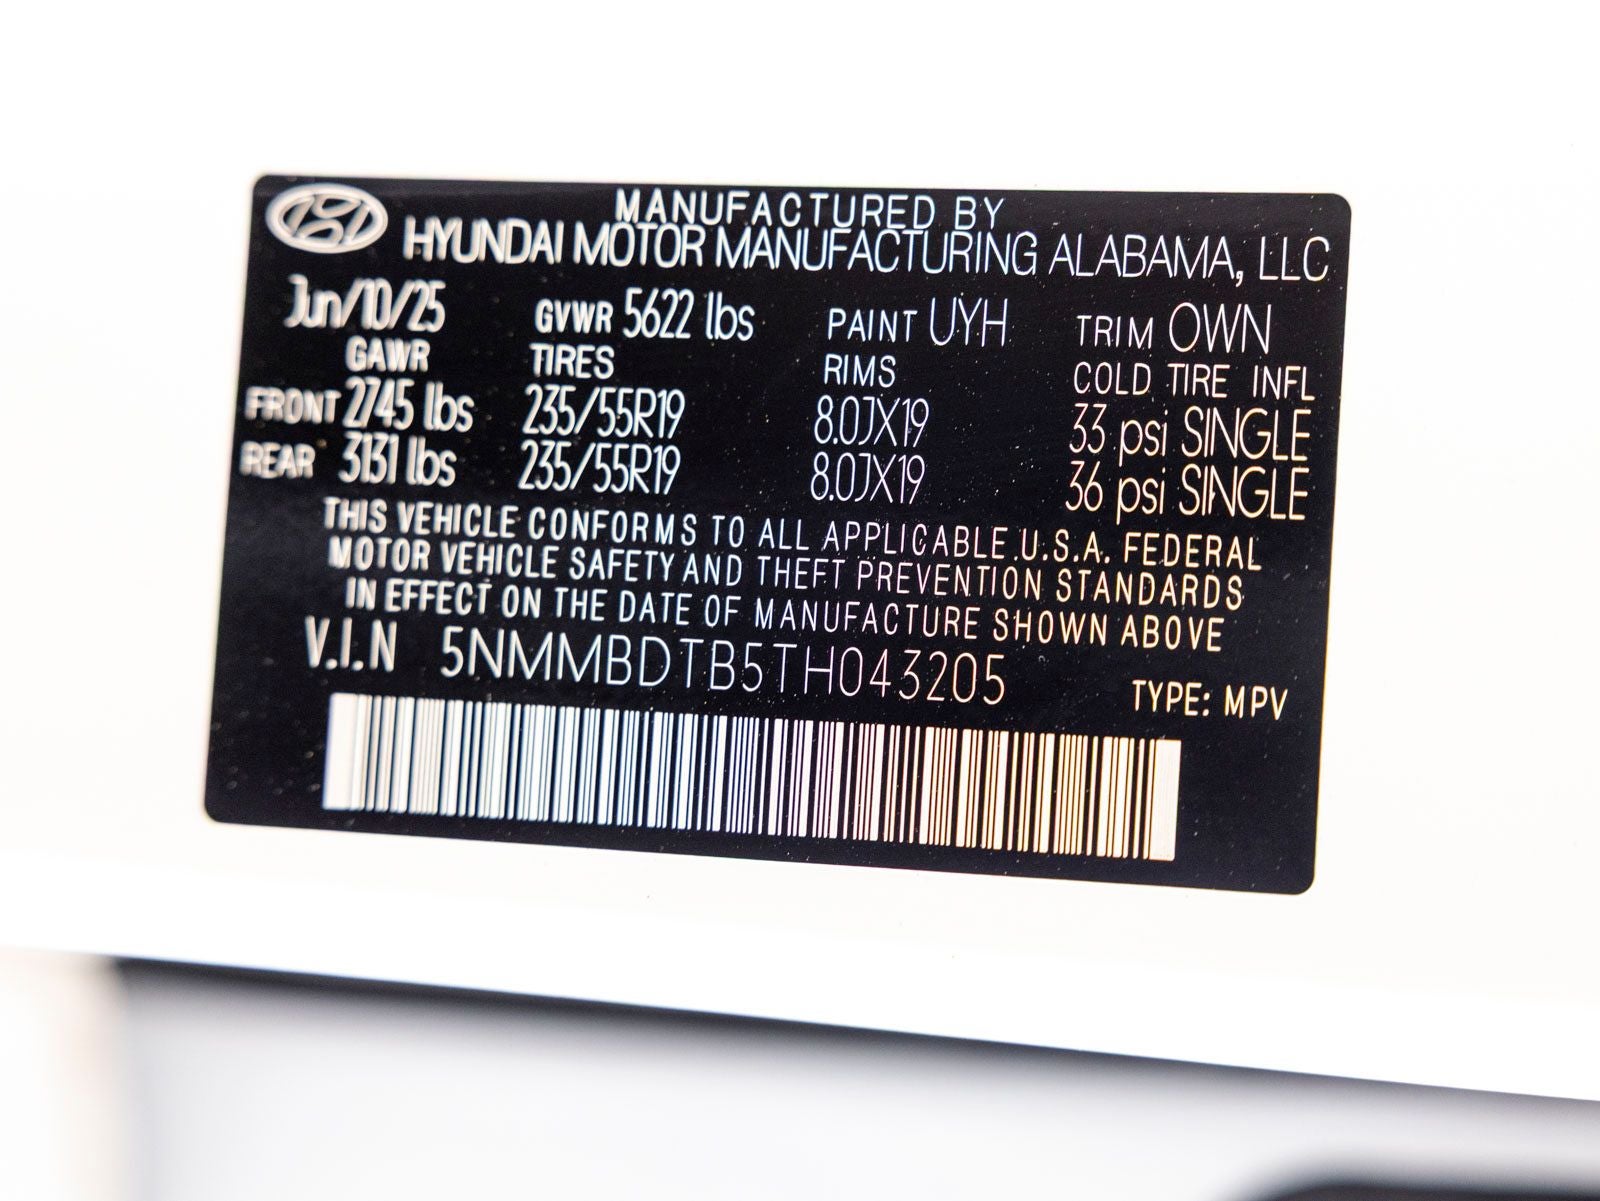 MANUFACTURED BY
HYUNDAI MOTOR MANUFACTURING ALABAMA, LLC
Jun/10/25 GVWR 5622 lbs PAINT UYH TRIM OWN
GAWR TIRES RIMS COLD TIRE INFL
FRONT 2745 lbs 235/55R19 8.0JX19 33 psi SINGLE
REAR 3131 lbs 235/55R19 8.0JX19 36 psi SINGLE
THIS VEHICLE CONFORMS TO ALL APPLICABLE U.S.A. FEDERAL
MOTOR VEHICLE SAFETY AND THEFT PREVENTION STANDARDS
IN EFFECT ON THE DATE OF MANUFACTURE SHOWN ABOVE
V.I.N 5NMMBDTB5TH043205
TYPE: MPV